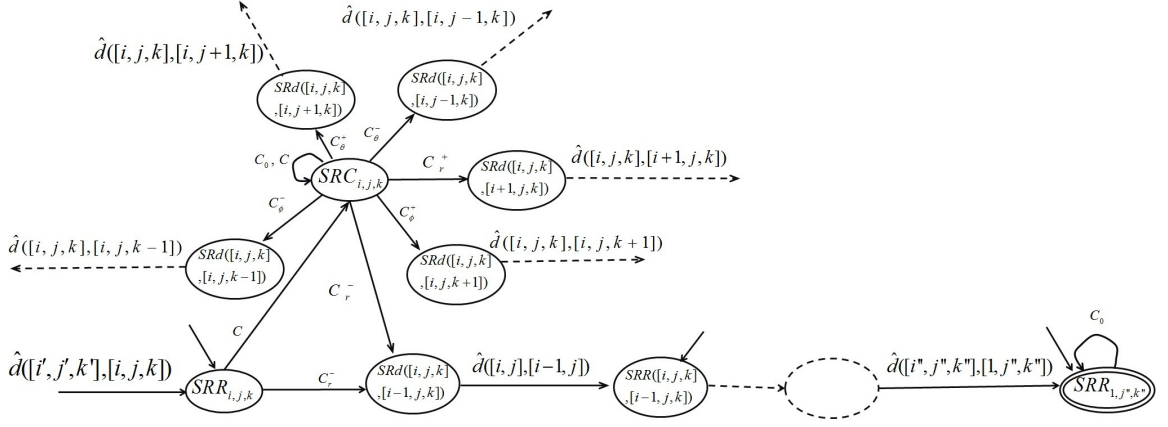 d̂([i, j, k],[i, j−1, k])
d̂([i, j,k],[i, j+1,k])
SRd([i, j,k]
,[i, j+1,k])
SRd([i, j,k]
,[i, j−1,k])
C_θ^+
C_θ^−
C_0, C
SRC_{i,j,k}
C_r^+
SRd([i, j,k]
,[i+1, j,k])
d̂([i, j,k],[i+1, j,k])
C_ϕ^−
C_ϕ^+
d̂([i, j, k],[i, j, k−1])
SRd([i, j,k]
,[i, j,k−1])
SRd([i, j,k]
,[i, j,k+1])
d̂([i, j, k],[i, j, k+1])
C_r^−
C
d̂([i', j',k'],[i, j,k])
SRR_{i,j,k}
C_r^−
SRd([i, j,k]
,[i−1, j,k])
d̂([i, j],[i−1, j])
SRR([i, j,k]
,[i−1, j,k])
d̂([i", j",k"],[1, j",k"])
C_0
SRR_{1,j",k"}